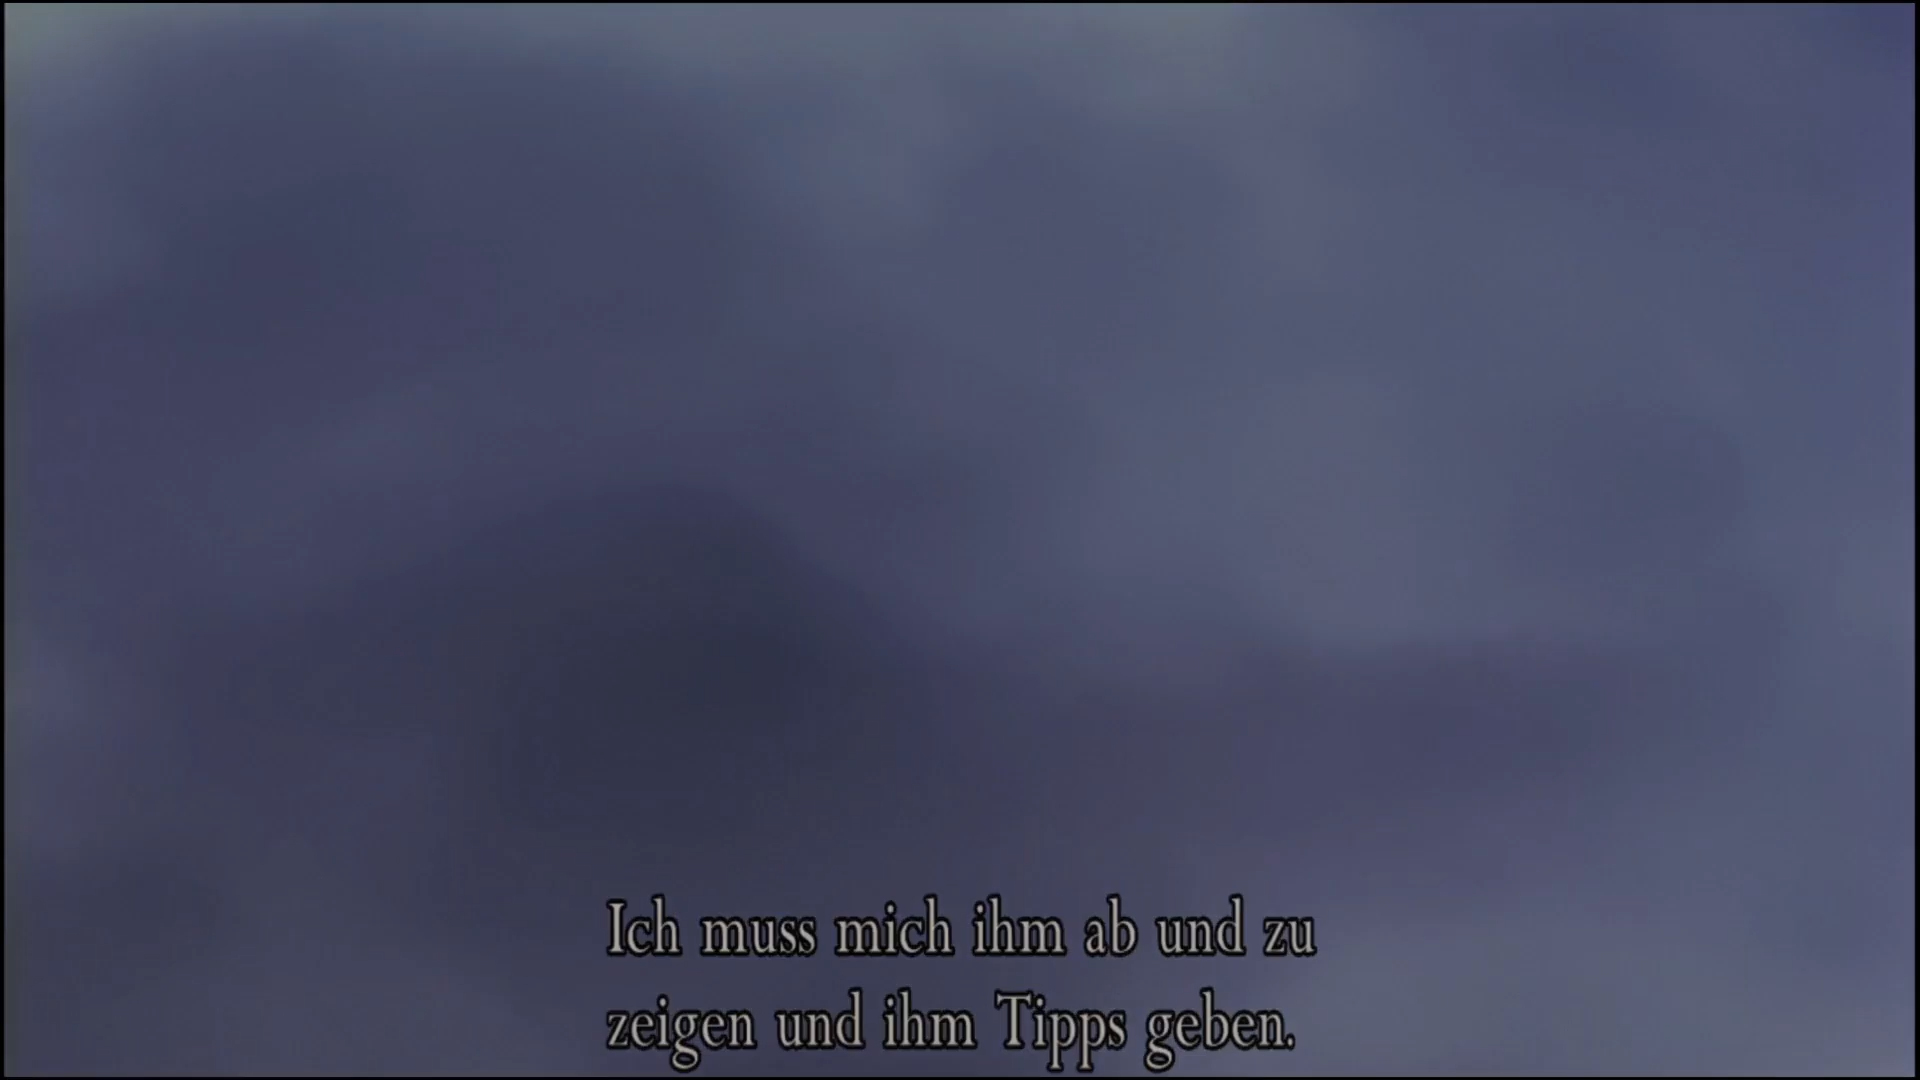 Ich muss mich ihm ab und zu
zeigen und ihm Tipps geben.